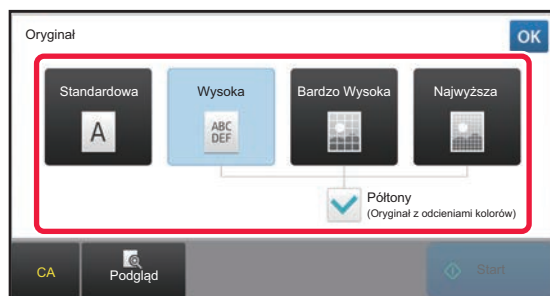 Oryginał
OK
Standardowa
Wysoka
Bardzo Wysoka
Najwyższa
A
ABC
DEF
Półtony
(Oryginał z odcieniami kolorów)
CA
Podgląd
Start